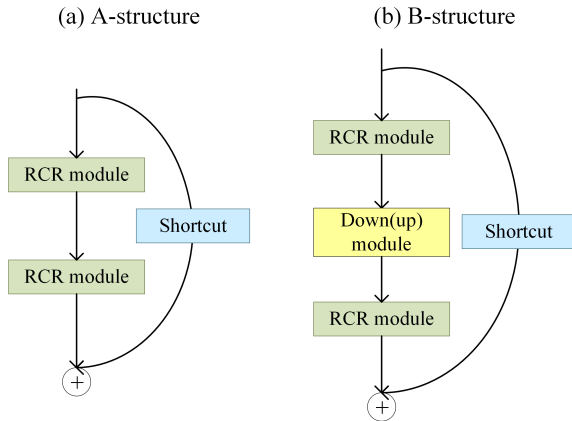 (a) A-structure
RCR module
Shortcut
RCR module
+
(b) B-structure
RCR module
Down(up)
module
Shortcut
RCR module
+